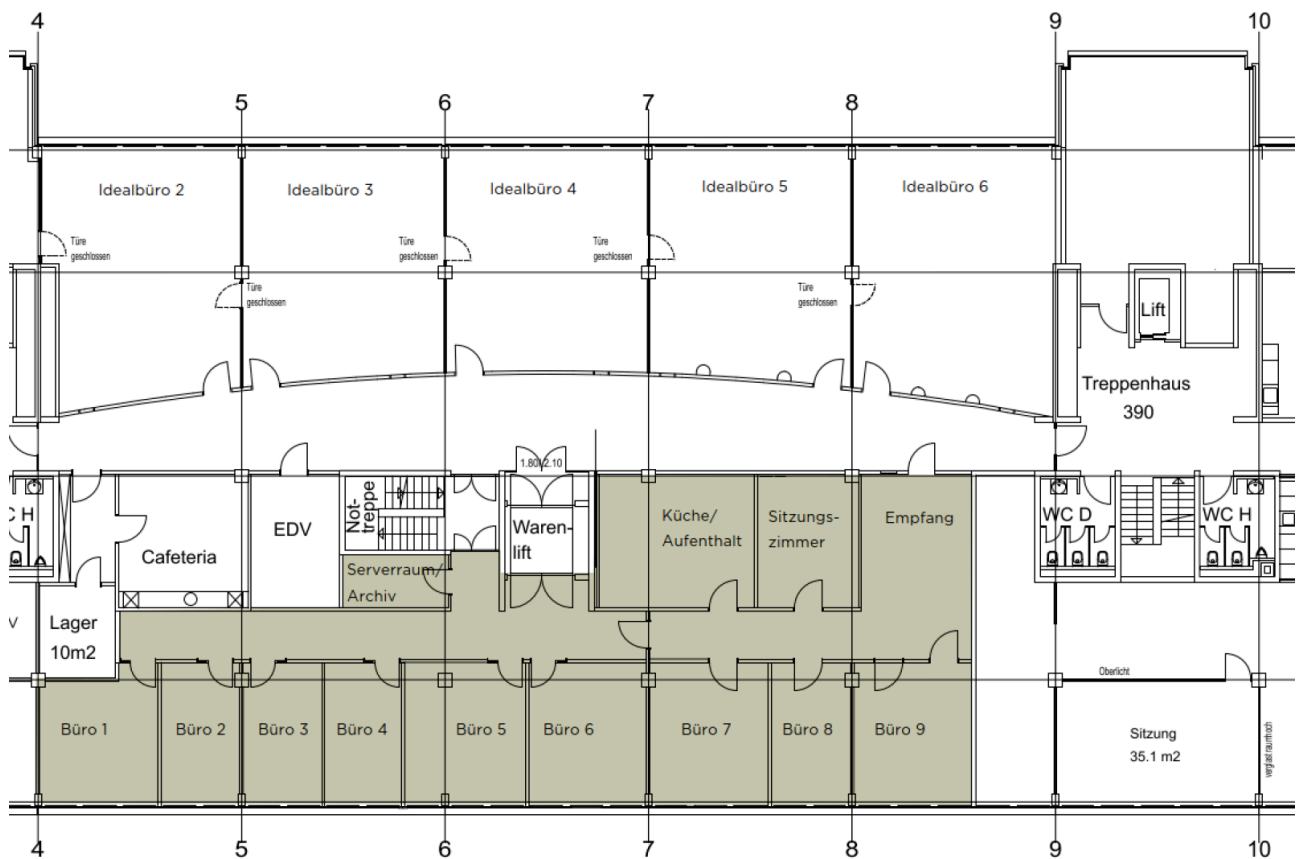 4
9
10
5
6
7
8
Idealbüro 2
Idealbüro 3
Idealbüro 4
Idealbüro 5
Idealbüro 6
Türe
geschlossen
Türe
geschlossen
Türe
geschlossen
Türe
geschlossen
Türe
geschlossen
Lift
Treppenhaus
390
1.80/2.10
Not-
treppe
EDV
Waren-
lift
Küche/
Aufenthalt
Sitzungs-
zimmer
Empfang
C H
WC D
WC H
Cafeteria
Serverraum/
Archiv
V
Lager
10m2
Oberlicht
Büro 1
Büro 2
Büro 3
Büro 4
Büro 5
Büro 6
Büro 7
Büro 8
Büro 9
Sitzung
35.1 m2
verglast raumhoch
4
5
6
7
8
9
10